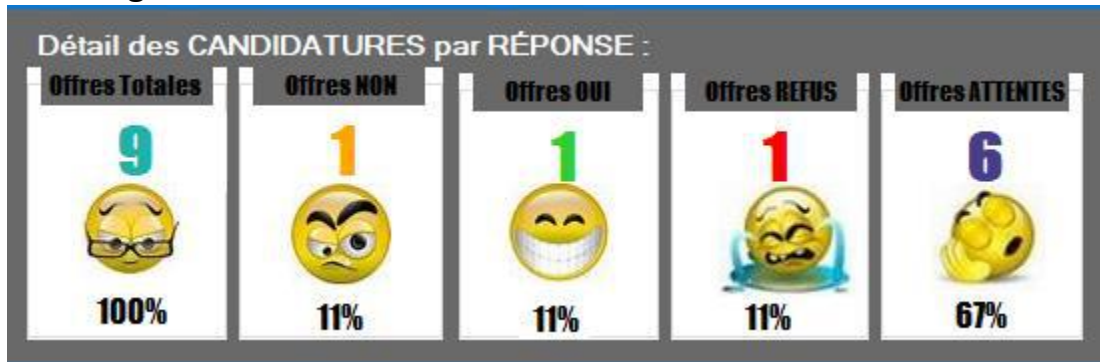 Détail des CANDIDATURES par RÉPONSE :
Offres Totales Offres NON Offres OUI Offres REFUS Offres ATTENTES
9 1 1 1 6
100% 11% 11% 11% 67%